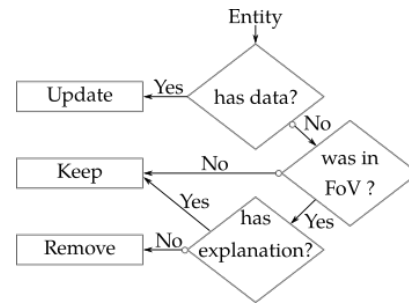 Entity
has data?
Yes
Update
No
was in
FoV ?
No
Keep
Yes
Yes
has
explanation?
No
Remove